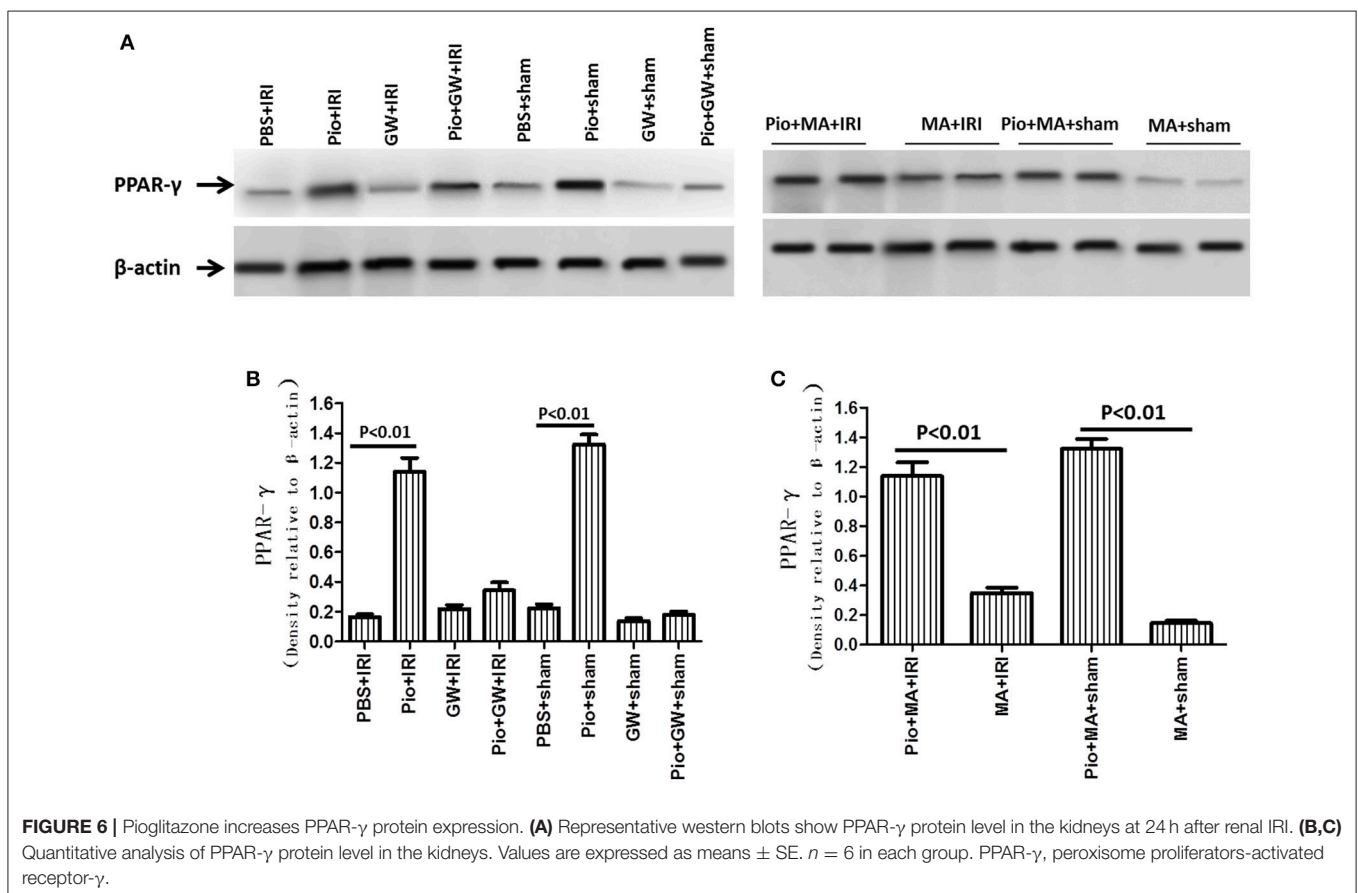 A
PBS+IRI
Pio+IRI
GW+IRI
Pio+GW+IRI
PBS+sham
Pio+sham
GW+sham
Pio+GW+sham
Pio+MA+IRI MA+IRI Pio+MA+sham MA+sham
PPAR-γ
β-actin
B
PPAR-γ
(Density relative to β-actin)
1.6
1.4
1.2
1.0
0.8
0.6
0.4
0.2
0.0
P<0.01
P<0.01
PBS+IRI
Pio+IRI
GW+IRI
Pio+GW+IRI
PBS+sham
Pio+sham
GW+sham
Pio+GW+sham
C
PPAR-γ
(Density relative to β-actin)
1.6
1.4
1.2
1.0
0.8
0.6
0.4
0.2
0.0
P<0.01
P<0.01
Pio+MA+IRI
MA+IRI
Pio+MA+sham
MA+sham
FIGURE 6 | Pioglitazone increases PPAR-γ protein expression. (A) Representative western blots show PPAR-γ protein level in the kidneys at 24 h after renal IRI. (B,C)
Quantitative analysis of PPAR-γ protein level in the kidneys. Values are expressed as means ± SE. n = 6 in each group. PPAR-γ, peroxisome proliferators-activated
receptor-γ.